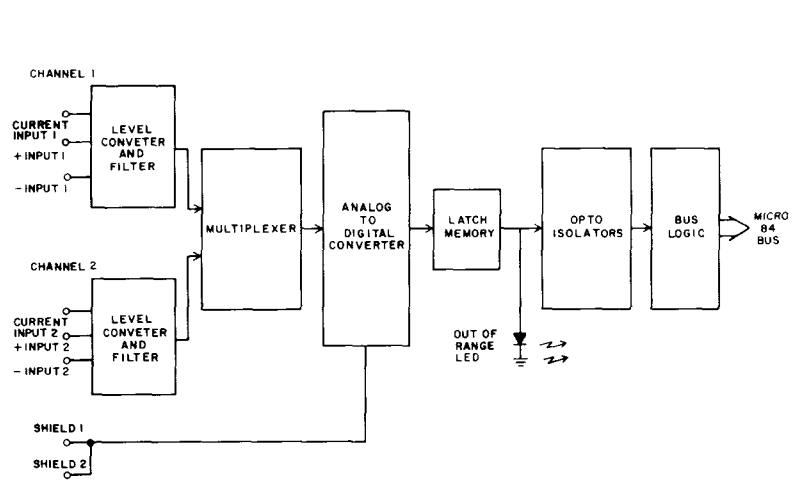 CHANNEL 1
CURRENT
INPUT 1
+ INPUT 1
- INPUT 1
LEVEL
CONVETER
AND
FILTER
CHANNEL 2
CURRENT
INPUT 2
+ INPUT 2
- INPUT 2
LEVEL
CONVETER
AND
FILTER
SHIELD 1
SHIELD 2
MULTIPLEXER
ANALOG
TO
DIGITAL
CONVERTER
LATCH
MEMORY
OUT OF
RANGE
LED
OPTO
ISOLATORS
BUS
LOGIC
MICRO
84
BUS